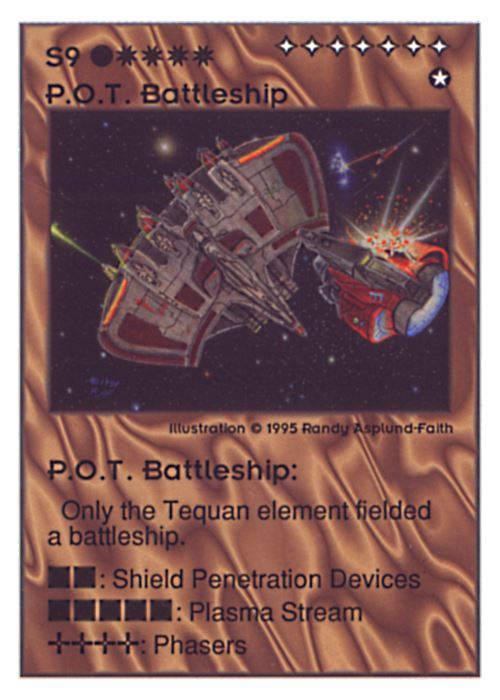 S9
P.O.T. Battleship
Illustration © 1995 Randy Asplund-Faith
P.O.T. Battleship:
Only the Tequan element fielded
a battleship.
: Shield Penetration Devices
: Plasma Stream
: Phasers